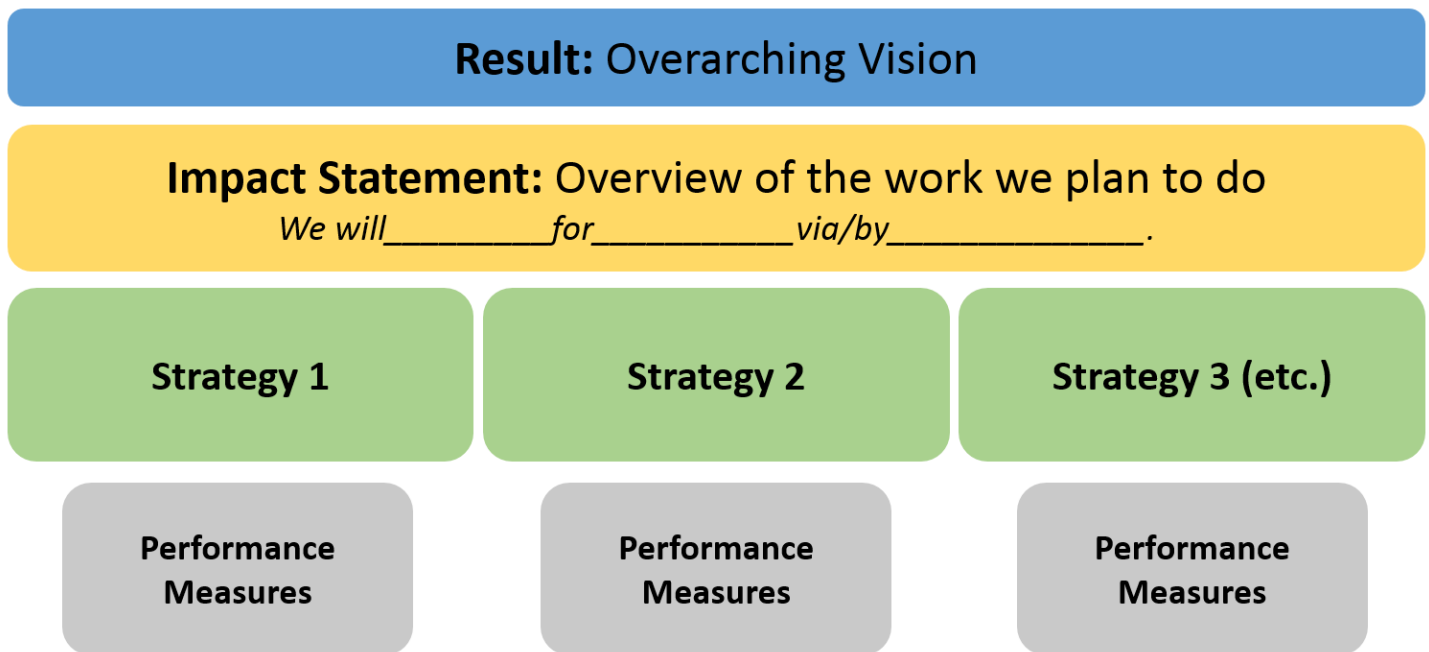 Result: Overarching Vision
Impact Statement: Overview of the work we plan to do
We will_________for___________via/by______________.
Strategy 1
Strategy 2
Strategy 3 (etc.)
Performance
Measures
Performance
Measures
Performance
Measures